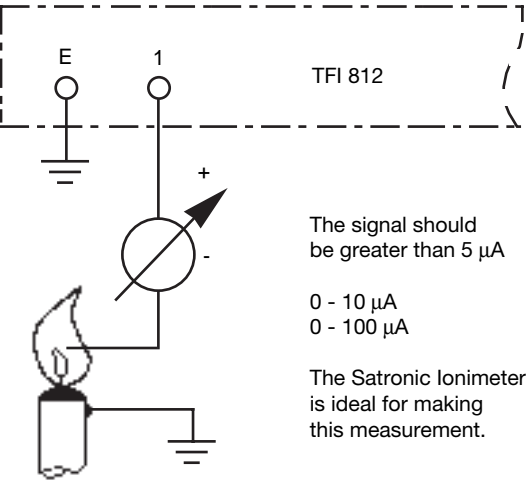 E
1
TFI 812
+
-
The signal should
be greater than 5 µA
0 - 10 µA
0 - 100 µA
The Satronic Ionimeter
is ideal for making
this measurement.